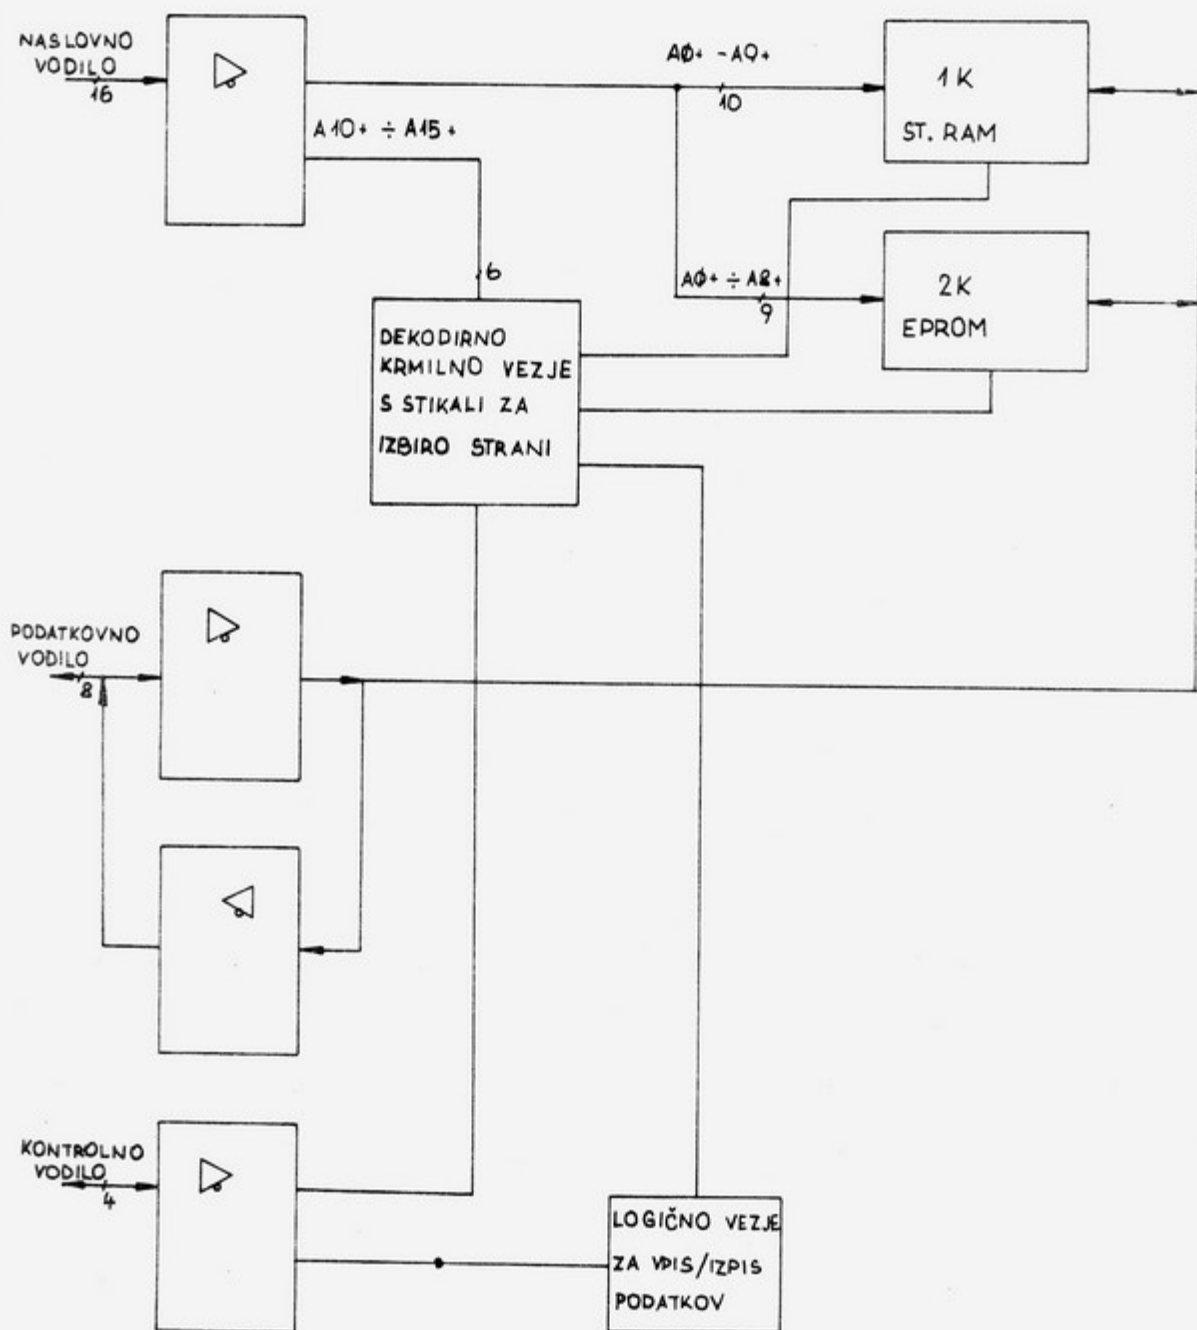 NASLOVNO
VODILO
16
A10+ ÷ A15+
AØ+ - A9+
10
1K
ST. RAM
6
AØ+ ÷ A8+
9
2K
EPROM
DEKODIRNO
KRMILNO VEZJE
S STIKALI ZA
IZBIRO STRANI
PODATKOVNO
VODILO
8
KONTROLNO
VODILO
4
LOGIČNO VEZJE
ZA VPIS/IZPIS
PODATKOV